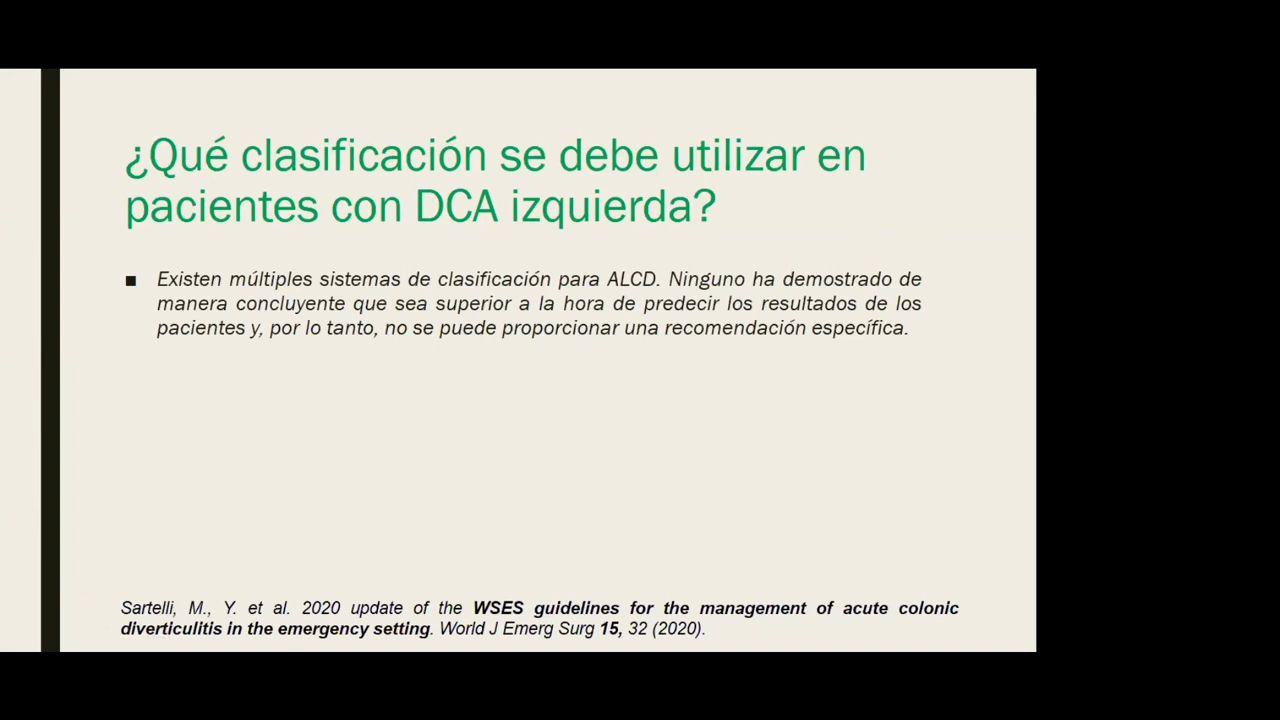 ¿Qué clasificación se debe utilizar en
pacientes con DCA izquierda?
■ Existen múltiples sistemas de clasificación para ALCD. Ninguno ha demostrado de
manera concluyente que sea superior a la hora de predecir los resultados de los
pacientes y, por lo tanto, no se puede proporcionar una recomendación específica.
Sartelli, M., Y. et al. 2020 update of the WSES guidelines for the management of acute colonic
diverticulitis in the emergency setting. World J Emerg Surg 15, 32 (2020).